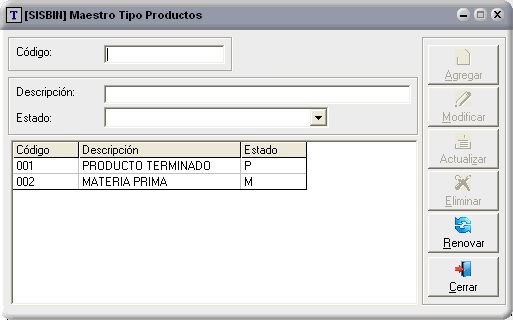 T [SISBIN] Maestro Tipo Productos
Código:
Agregar
Descripción:
Modificar
Estado:
Código Descripción Estado
Actualizar
001 PRODUCTO TERMINADO P
002 MATERIA PRIMA M
Eliminar
Renovar
Cerrar